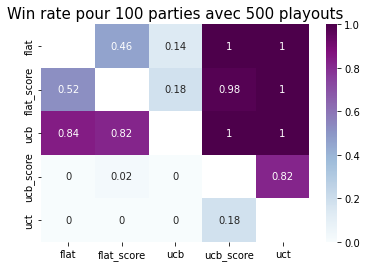 Win rate pour 100 parties avec 500 playouts
flat 0.46 0.14 1 1
flat_score 0.52 0.18 0.98 1
ucb 0.84 0.82 1 1
ucb_score 0 0.02 0 0.82
uct 0 0 0 0.18
flat flat_score ucb ucb_score uct
1.0
0.8
0.6
0.4
0.2
0.0